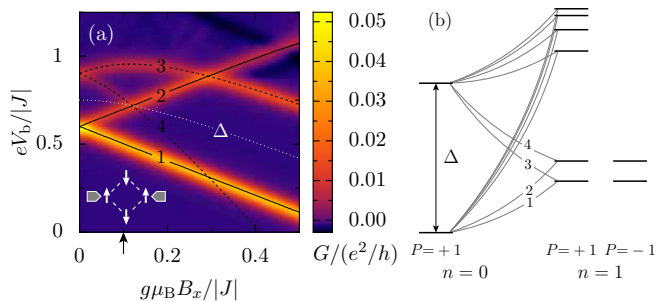 (a)
1
0.5
0
eV_b/|J|
0
0.2
0.4
gμ_B B_x/|J|
3
2
4
Δ
1
0.05
0.04
0.03
0.02
0.01
0.00
G/(e²/h)
(b)
Δ
4
3
2
1
P=+1
P=+1 P=-1
n=0
n=1